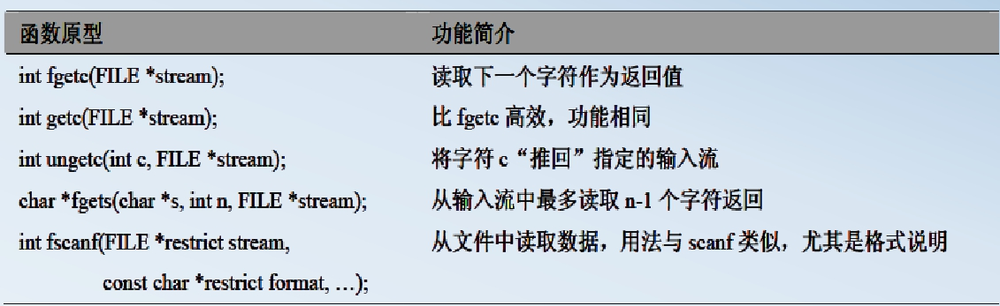 函数原型 功能简介
int fgetc(FILE *stream); 读取下一个字符作为返回值
int getc(FILE *stream); 比 fgetc 高效，功能相同
int ungetc(int c, FILE *stream); 将字符 c“推回”指定的输入流
char *fgets(char *s, int n, FILE *stream); 从输入流中最多读取 n-1 个字符返回
int fscanf(FILE *restrict stream, 从文件中读取数据，用法与 scanf 类似，尤其是格式说明
const char *restrict format, …);